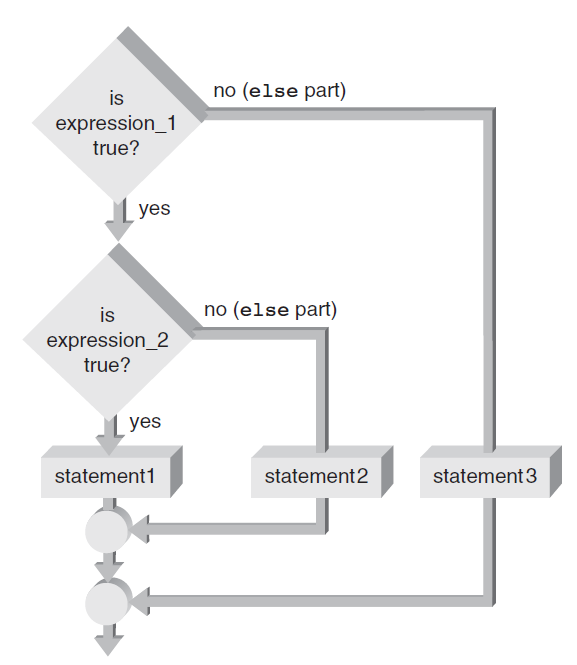 is
expression_1
true?
no (else part)
yes
is
expression_2
true?
no (else part)
yes
statement1
statement2
statement3